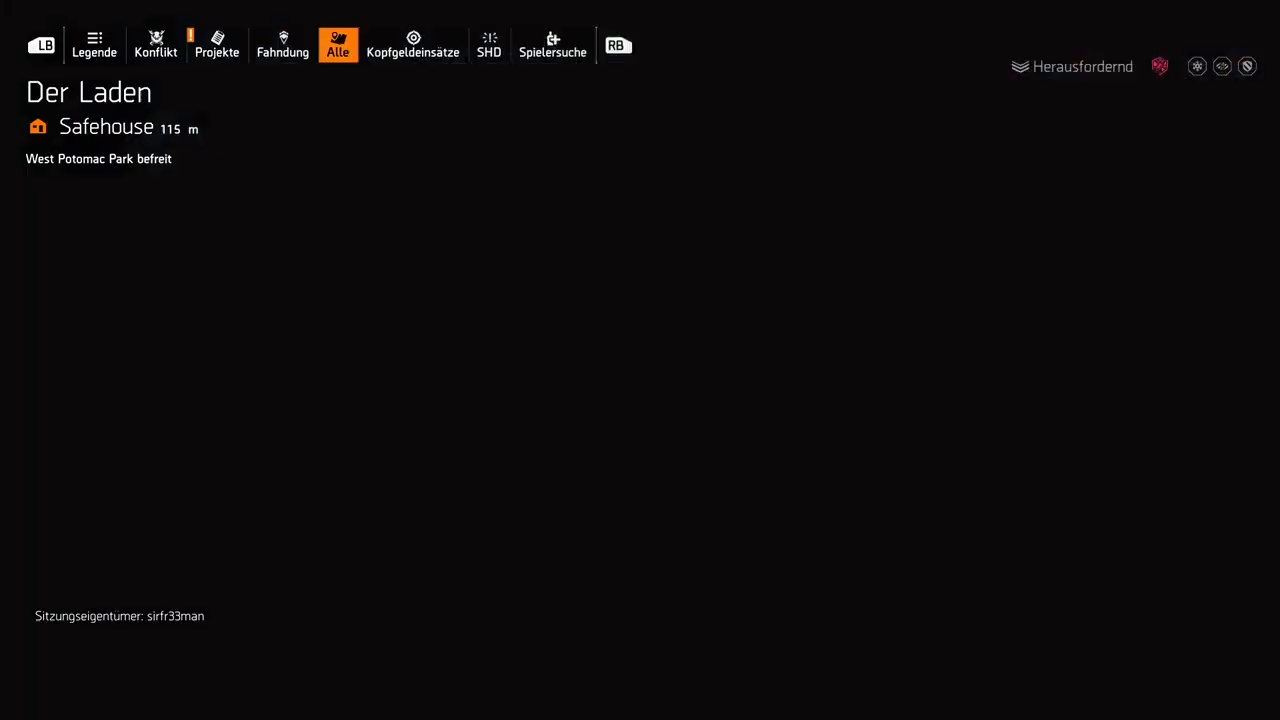 LB Legende Konflikt Projekte Fahndung Alle Kopfgeldeinsätze SHD Spielersuche RB
Herausfordernd
Der Laden
Safehouse 115 m
West Potomac Park befreit
Sitzungseigentümer: sirfr33man